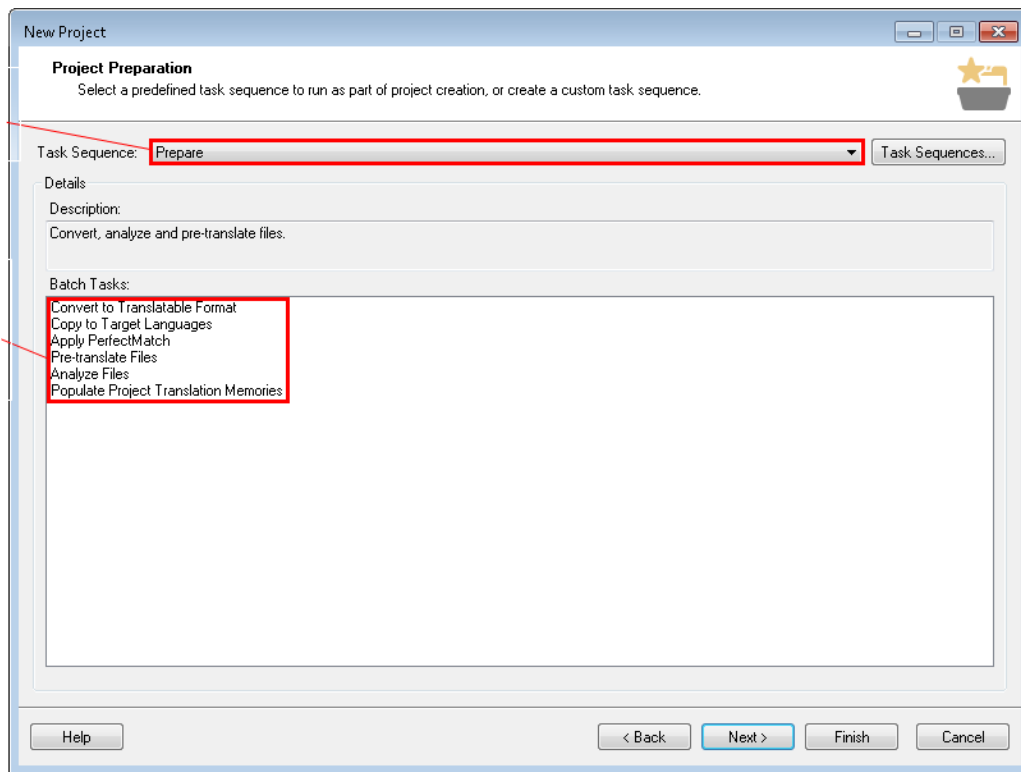 New Project
Project Preparation
Select a predefined task sequence to run as part of project creation, or create a custom task sequence.
Task Sequence: Prepare Task Sequences...
Details
Description:
Convert, analyze and pre-translate files.
Batch Tasks:
Convert to Translatable Format
Copy to Target Languages
Apply PerfectMatch
Pre-translate Files
Analyze Files
Populate Project Translation Memories
Help < Back Next > Finish Cancel